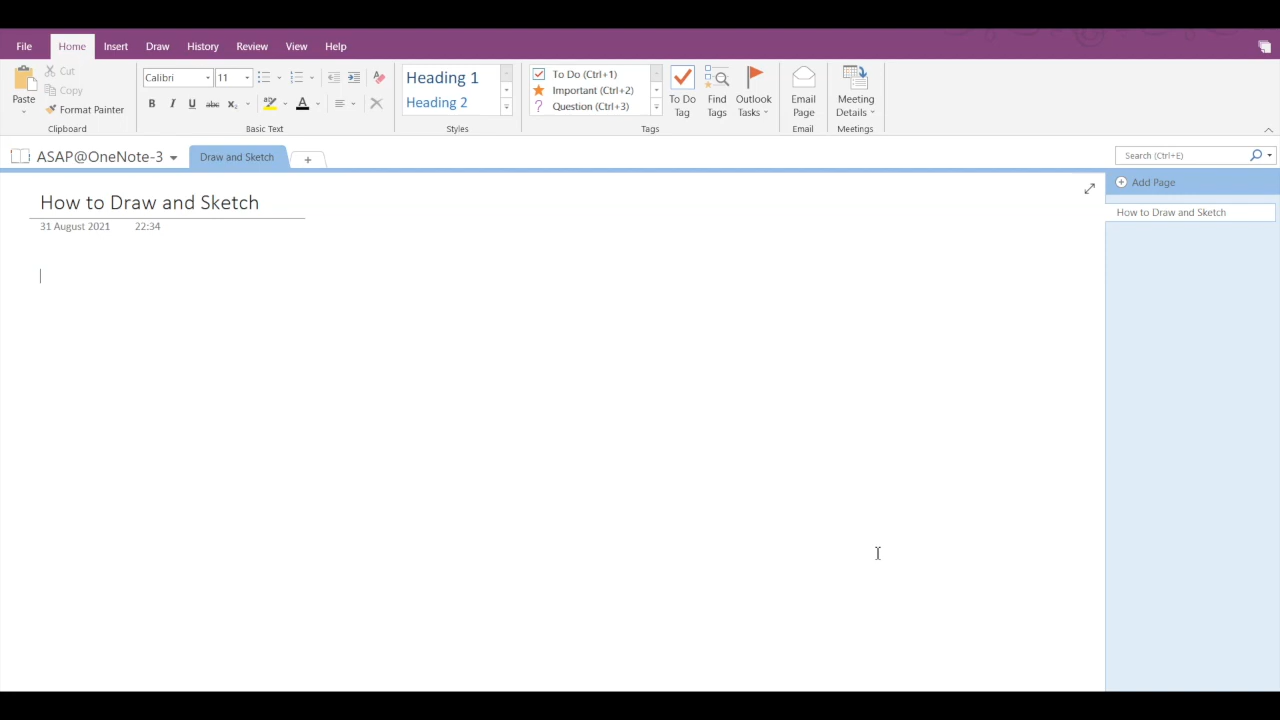 File Home Insert Draw History Review View Help
Paste
Cut
Copy
Format Painter
Clipboard
Calibri 11
B I U abc X₂ A
Basic Text
Heading 1
Heading 2
Styles
To Do (Ctrl+1)
Important (Ctrl+2)
? Question (Ctrl+3)
To Do Tag
Find Tags
Outlook Tasks
Tags
Email Page
Email
Meeting Details
Meetings
ASAP@OneNote-3 Draw and Sketch +
Search (Ctrl+E)
Add Page
How to Draw and Sketch
How to Draw and Sketch
31 August 2021 22:34